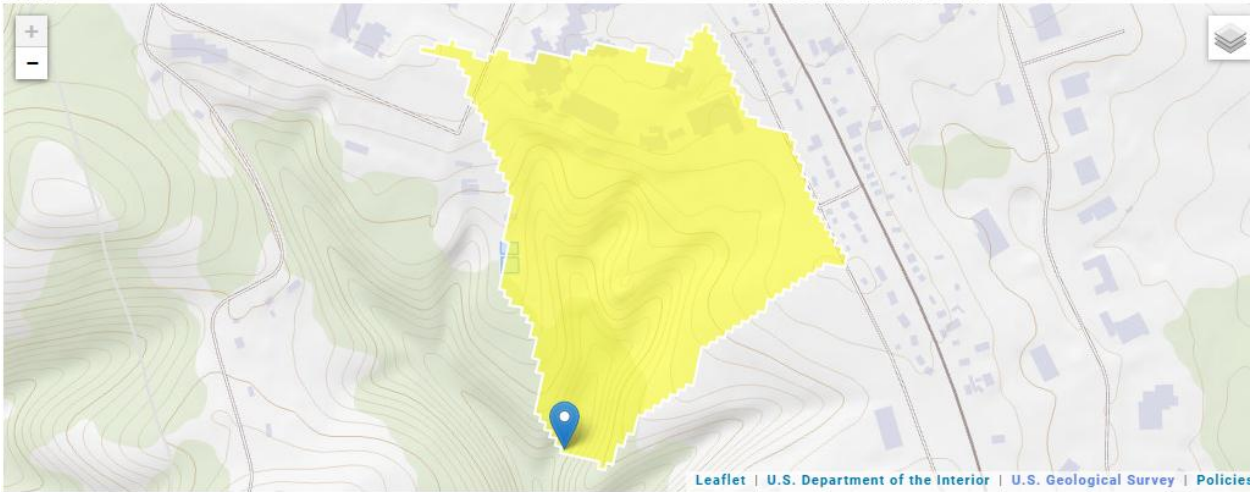 +
−
Leaflet | U.S. Department of the Interior | U.S. Geological Survey | Policies